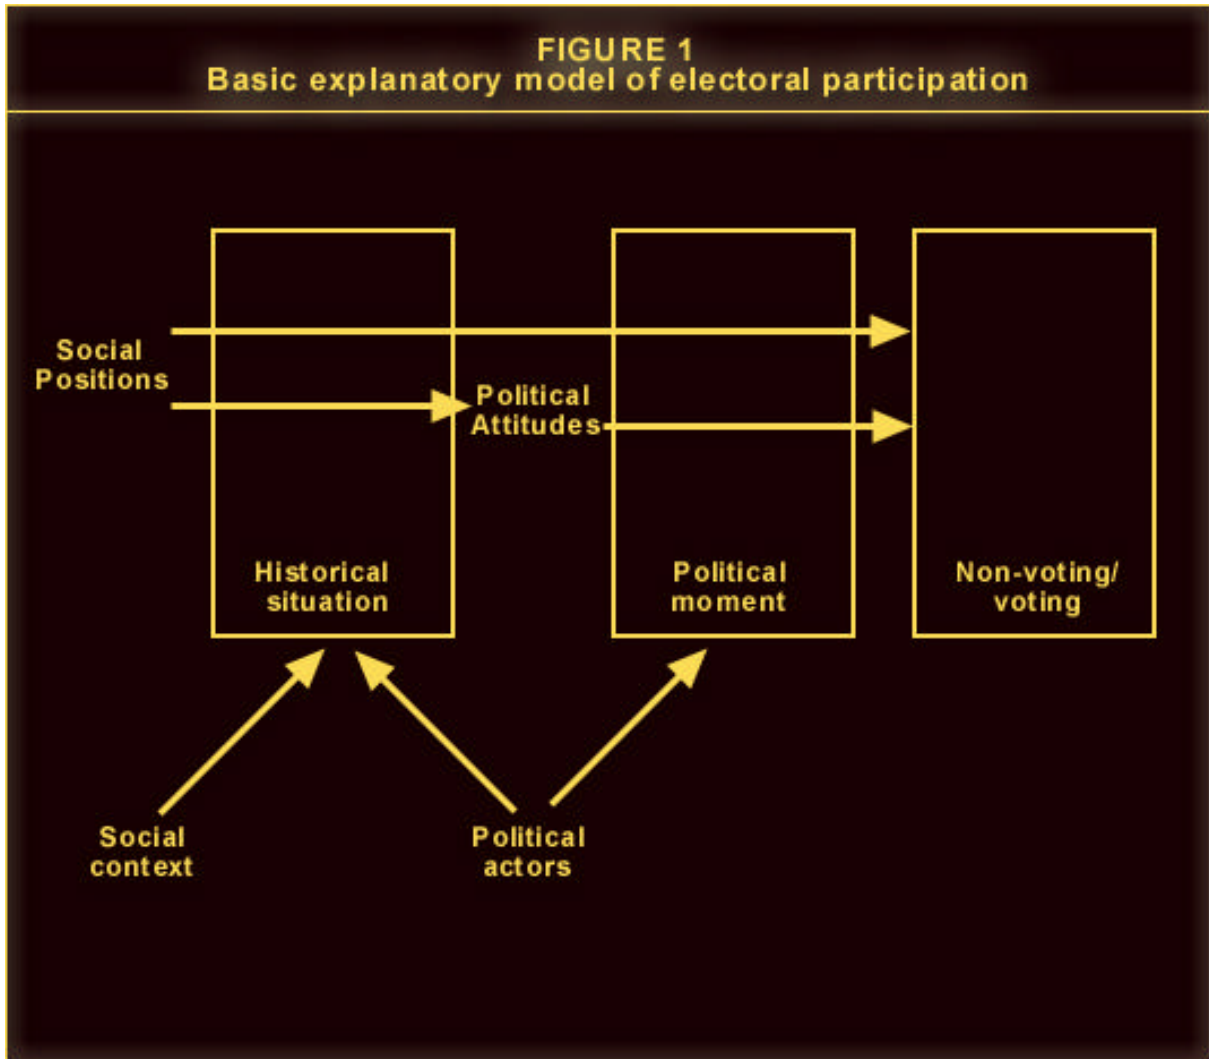 FIGURE 1
Basic explanatory model of electoral participation
Social
Positions
Political
Attitudes
Historical
situation
Political
moment
Non-voting/
voting
Social
context
Political
actors